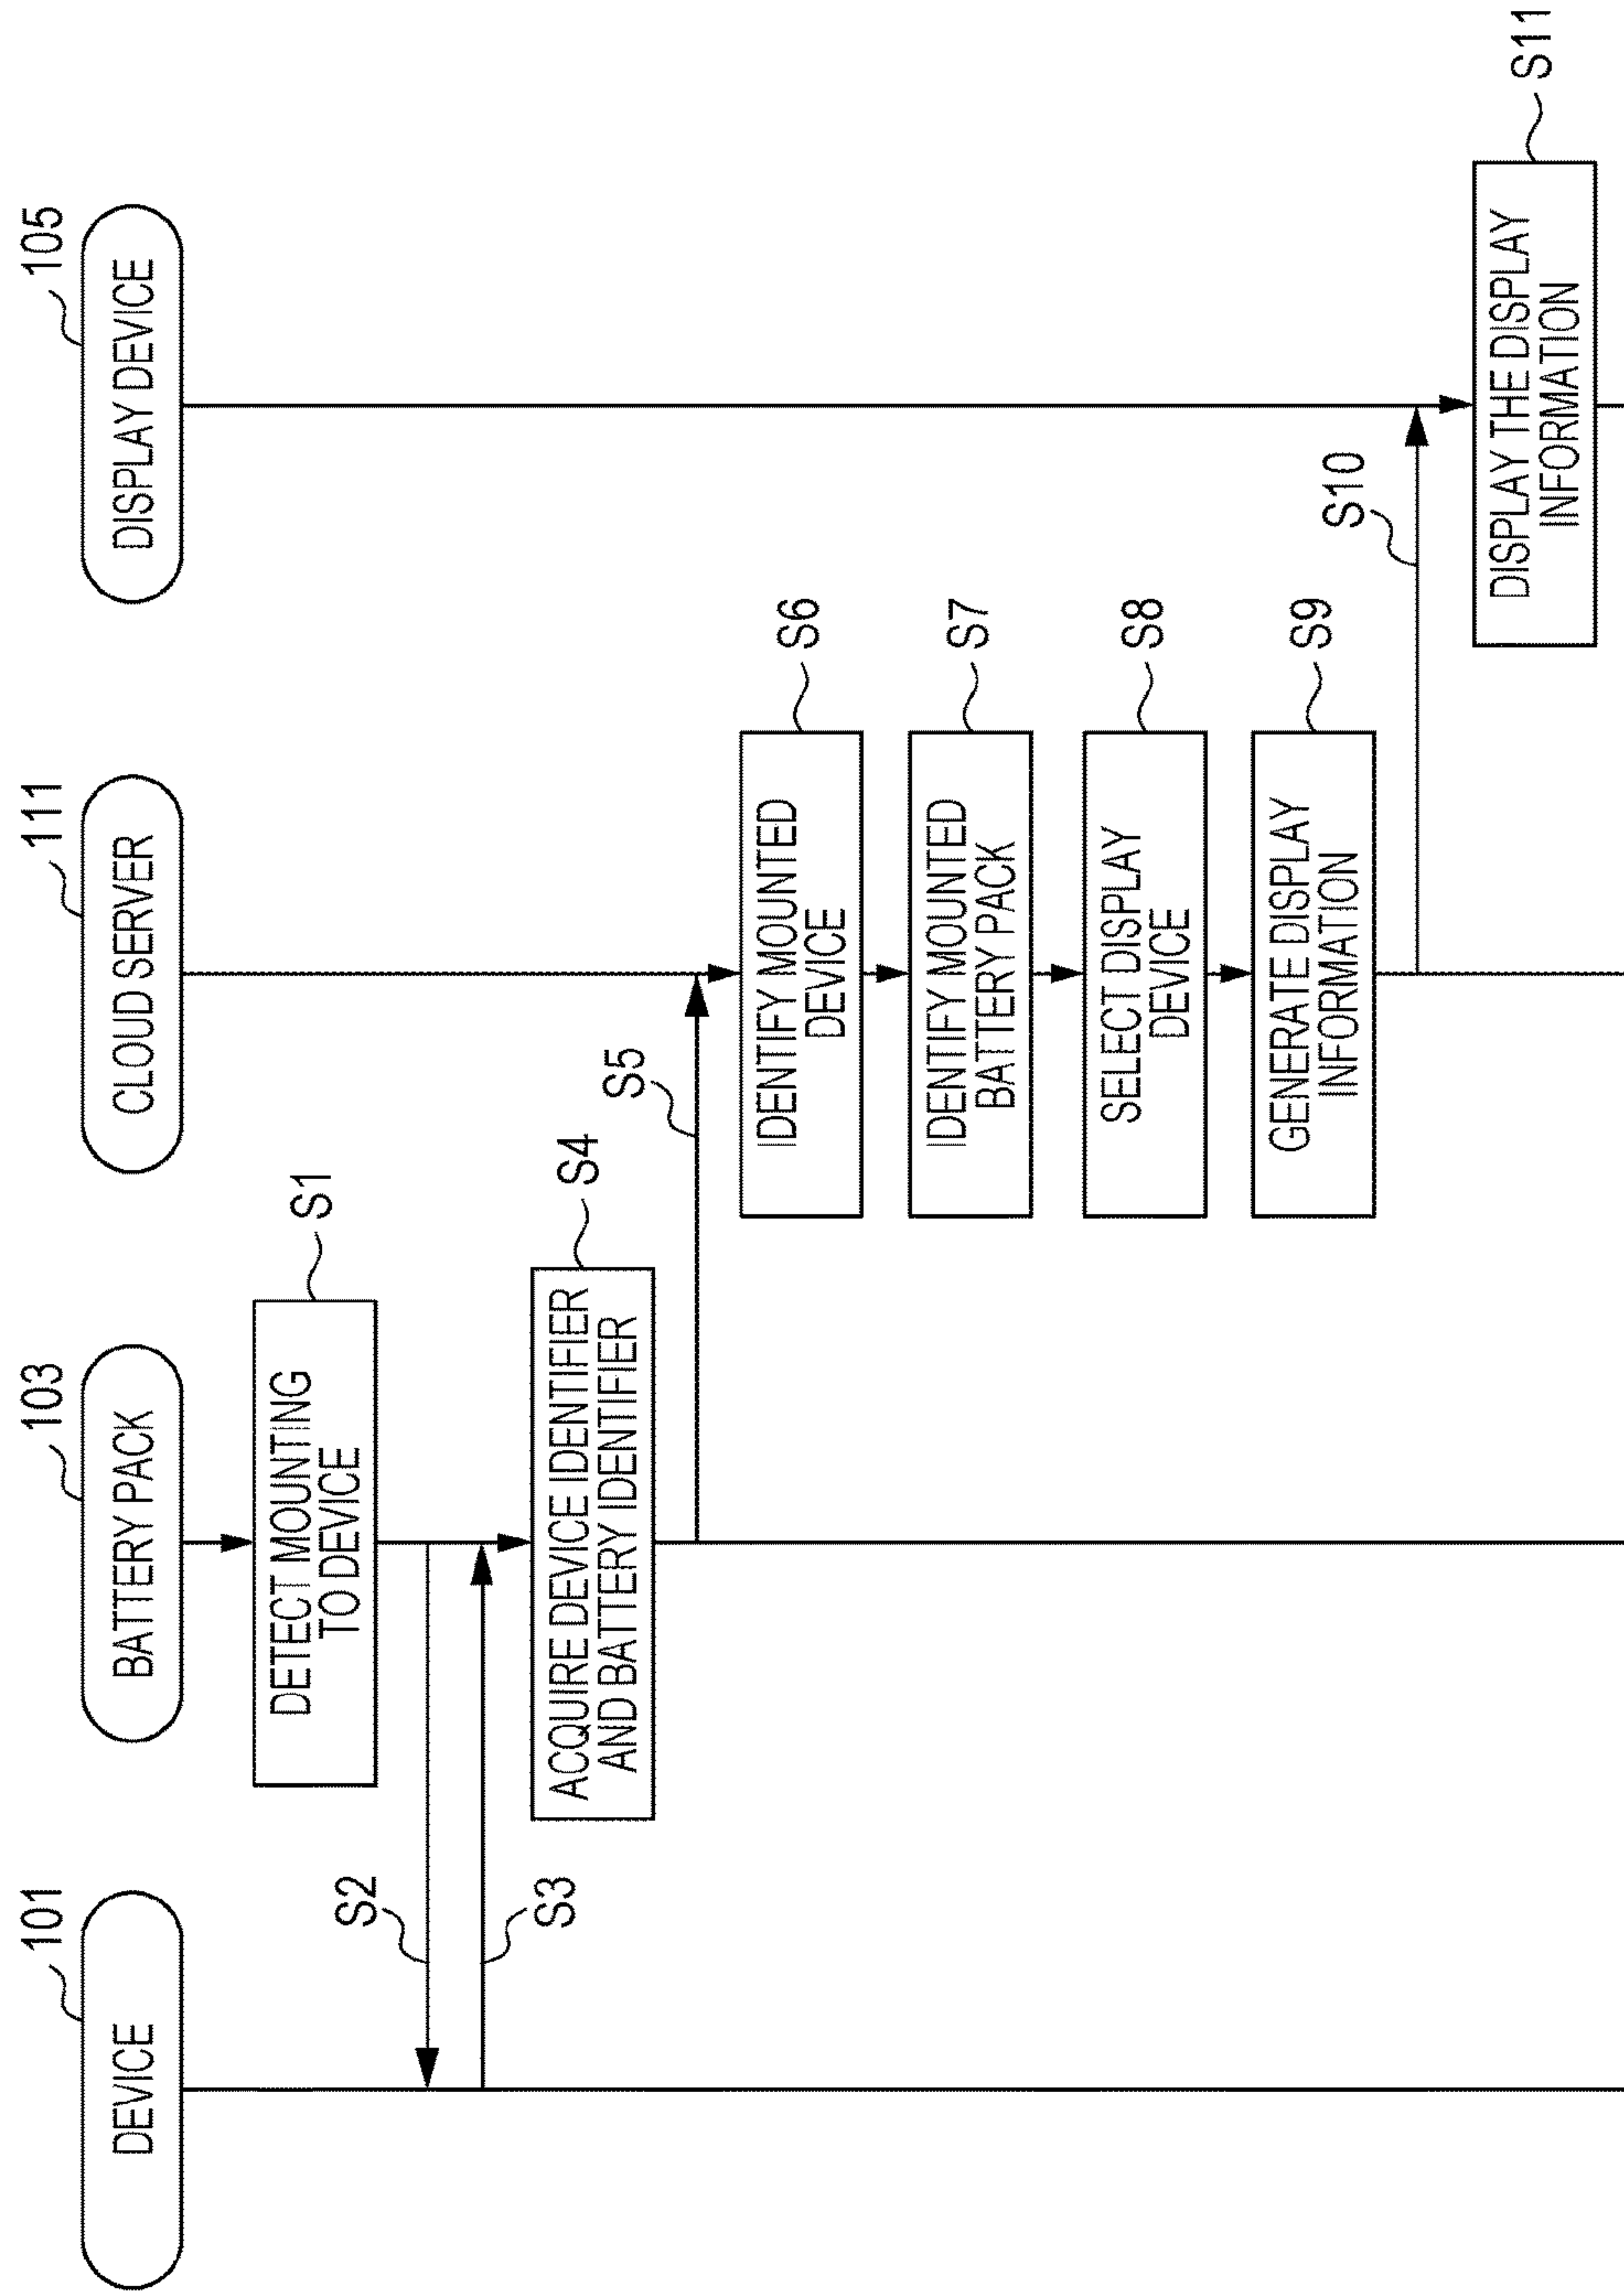 101
DEVICE
103
BATTERY PACK
111
CLOUD SERVER
105
DISPLAY DEVICE
DETECT MOUNTING
TO DEVICE
S1
S2
S3
ACQUIRE DEVICE IDENTIFIER
AND BATTERY IDENTIFIER
S4
S5
IDENTIFY MOUNTED
DEVICE
S6
IDENTIFY MOUNTED
BATTERY PACK
S7
SELECT DISPLAY
DEVICE
S8
GENERATE DISPLAY
INFORMATION
S9
S10
DISPLAY THE DISPLAY
INFORMATION
S11